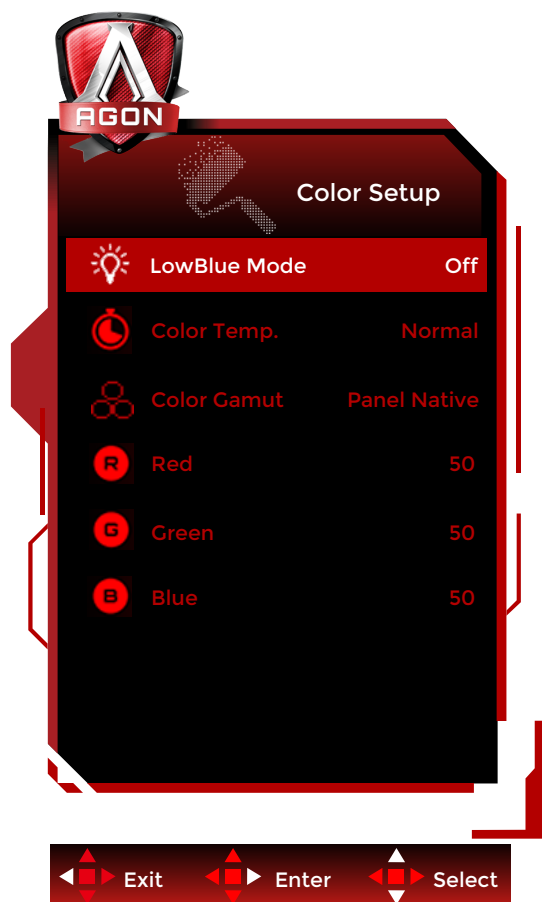 AGON
Color Setup
LowBlue Mode Off
Color Temp. Normal
Color Gamut Panel Native
R Red 50
G Green 50
B Blue 50
Exit Enter Select